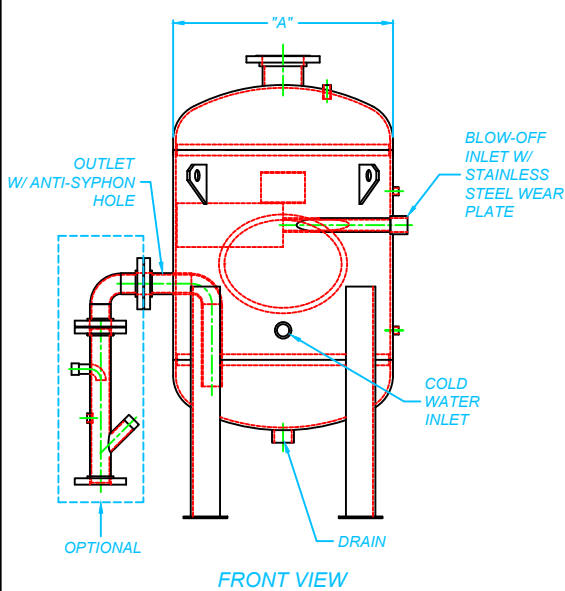 "A"
OUTLET
W/ ANTI-SYPHON
HOLE
BLOW-OFF
INLET W/
STAINLESS
STEEL WEAR
PLATE
COLD
WATER
INLET
OPTIONAL
DRAIN
FRONT VIEW